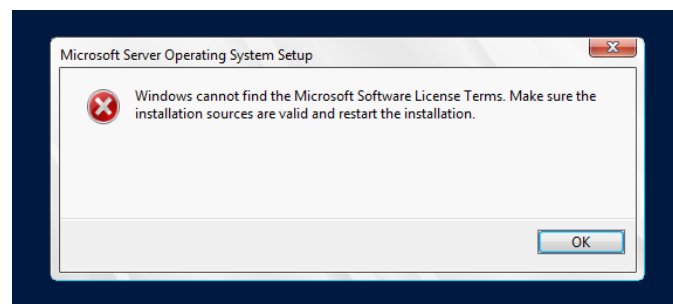 Microsoft Server Operating System Setup
Windows cannot find the Microsoft Software License Terms. Make sure the
installation sources are valid and restart the installation.
OK